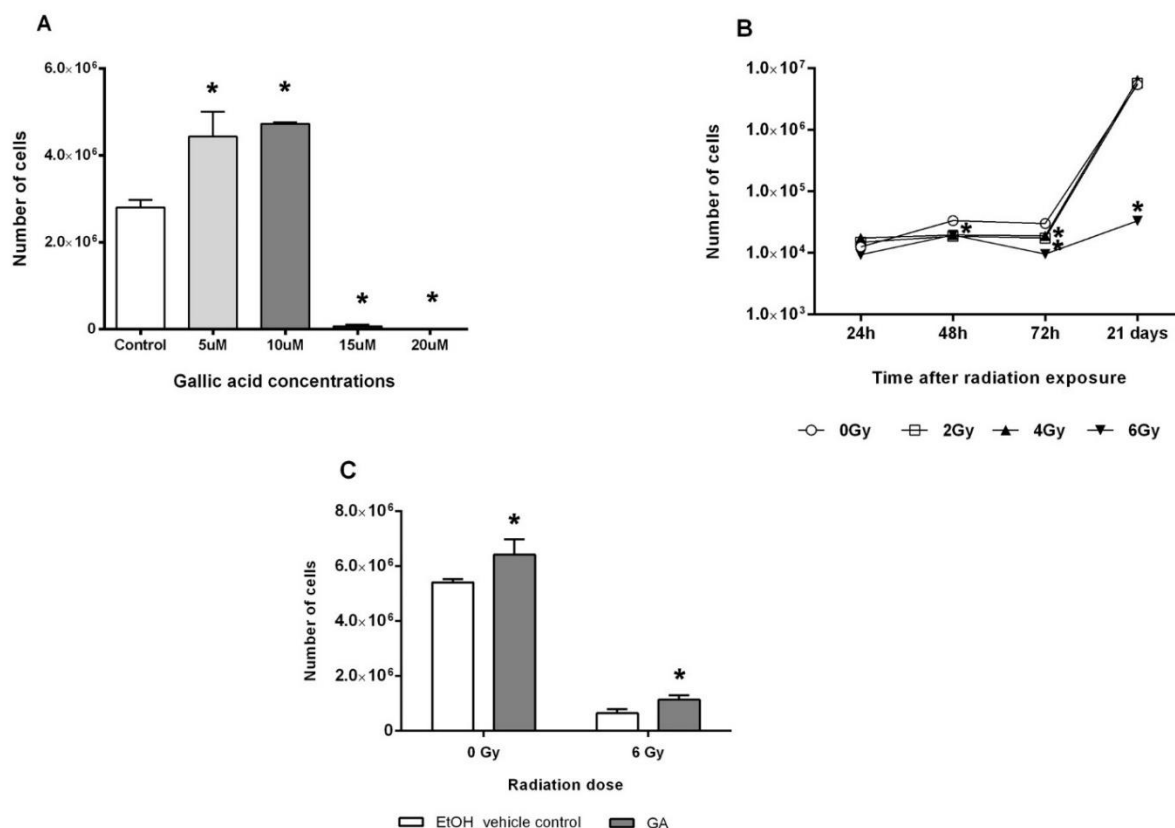 A
6.0×10⁶
4.0×10⁶
2.0×10⁶
0
Number of cells
* * * *
Control 5uM 10uM 15uM 20uM
Gallic acid concentrations
B
1.0×10⁷
1.0×10⁶
1.0×10⁵
1.0×10⁴
1.0×10³
Number of cells
*
*
*
*
24h 48h 72h 21 days
Time after radiation exposure
0Gy 2Gy 4Gy 6Gy
C
8.0×10⁶
6.0×10⁶
4.0×10⁶
2.0×10⁶
0
Number of cells
* *
0 Gy 6 Gy
Radiation dose
EtOH vehicle control GA